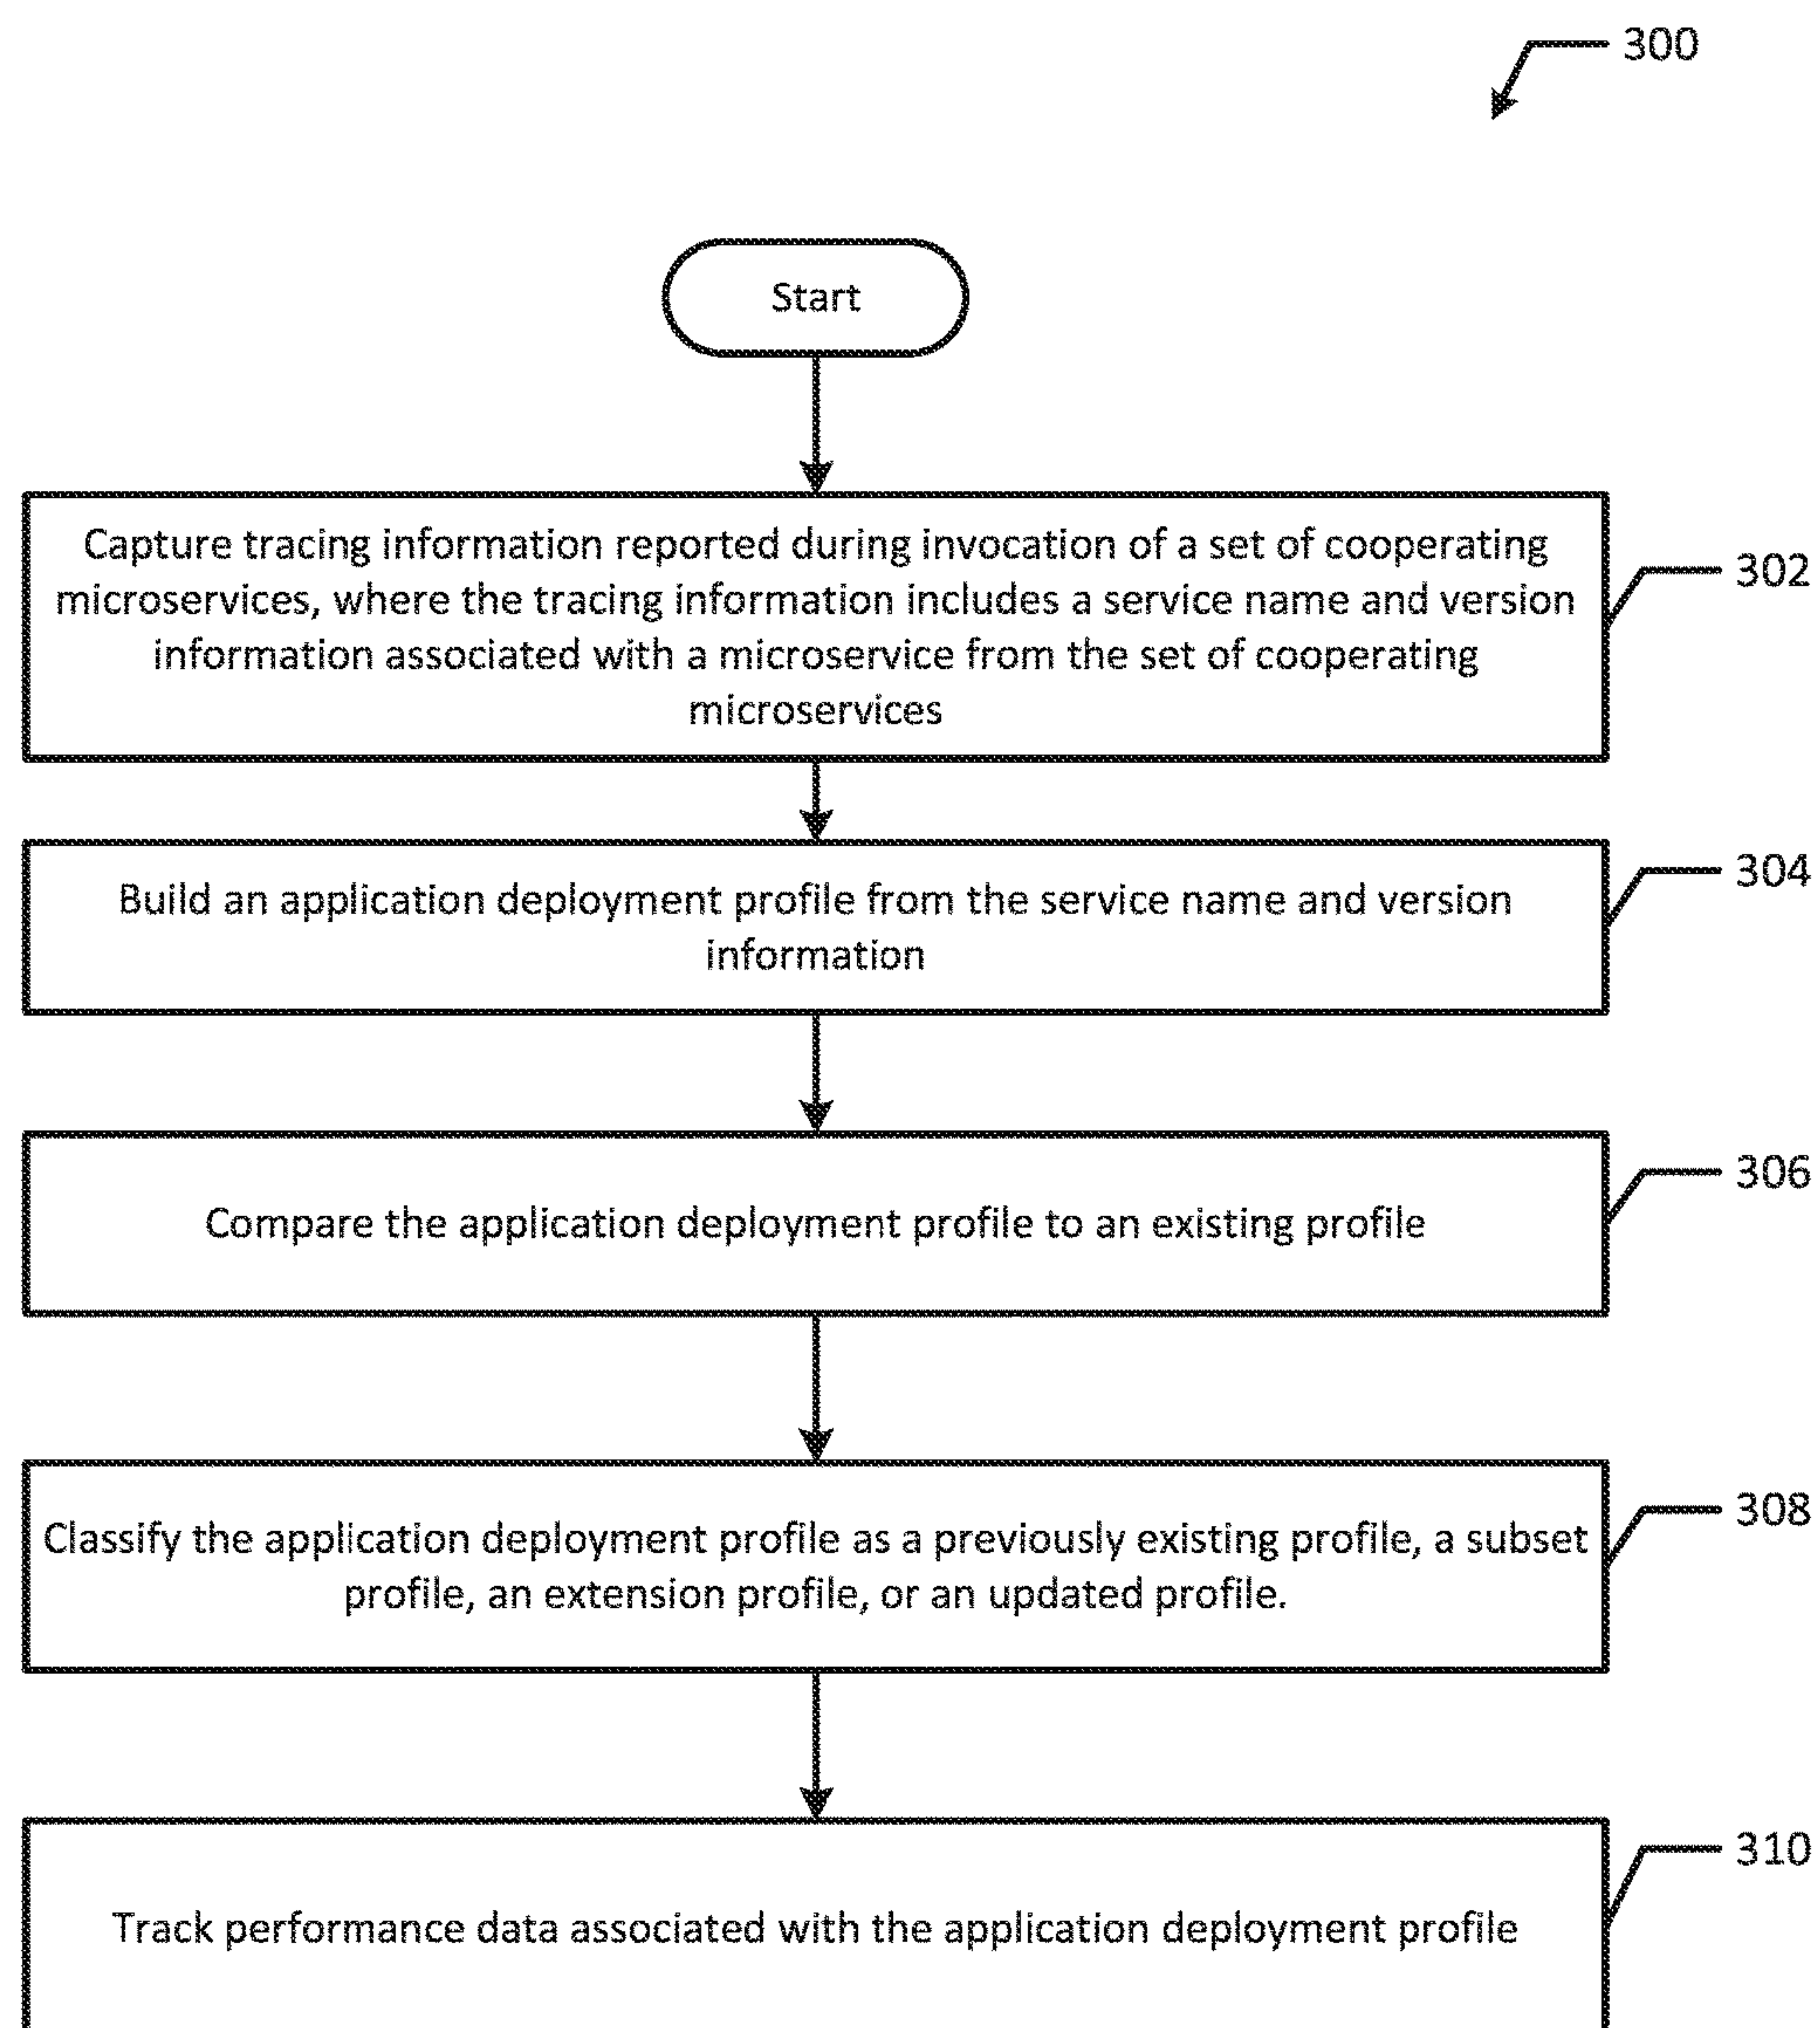 300
Start
Capture tracing information reported during invocation of a set of cooperating
microservices, where the tracing information includes a service name and version
information associated with a microservice from the set of cooperating
microservices
302
Build an application deployment profile from the service name and version
information
304
Compare the application deployment profile to an existing profile
306
Classify the application deployment profile as a previously existing profile, a subset
profile, an extension profile, or an updated profile.
308
Track performance data associated with the application deployment profile
310